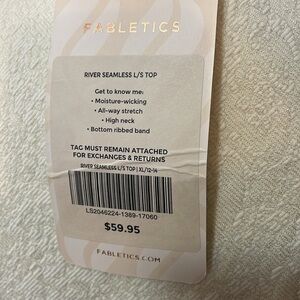 FABLETICS
RIVER SEAMLESS L/S TOP
Get to know me:
• Moisture-wicking
• All-way stretch
• High neck
• Bottom ribbed band
TAG MUST REMAIN ATTACHED
FOR EXCHANGES & RETURNS
RIVER SEAMLESS L/S TOP | XL/12-14
LS2046224-1389-17060
$59.95
FABLETICS.COM